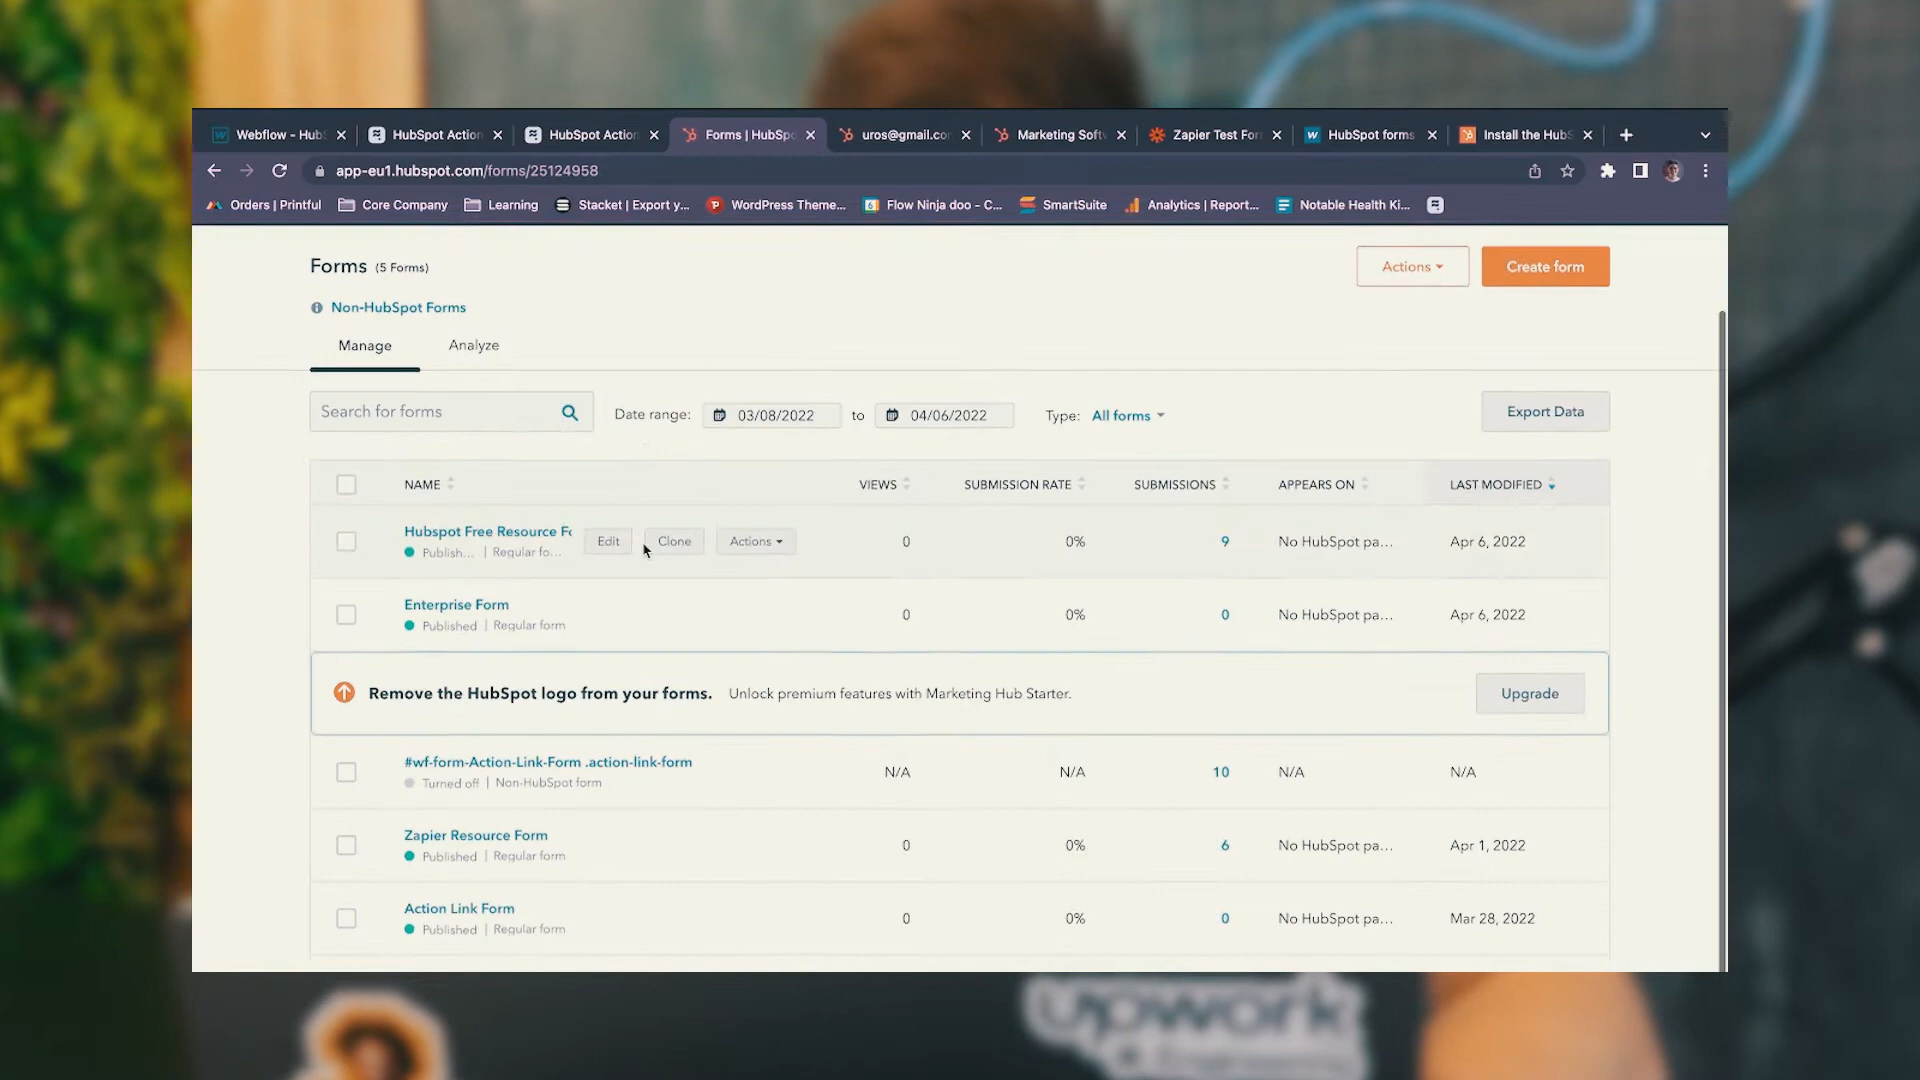 Webflow - HubS
HubSpot Action
HubSpot Action
Forms | HubSpo
uros@gmail.co
Marketing Softw
Zapier Test For
HubSpot forms
Install the HubS
app-eu1.hubspot.com/forms/25124958
Orders | Printful
Core Company
Learning
Stacket | Export y...
WordPress Theme...
Flow Ninja doo - C...
SmartSuite
Analytics | Report...
Notable Health Ki...
Forms (5 Forms)
Actions
Create form
Non-HubSpot Forms
Manage
Analyze
Search for forms
Date range: 03/08/2022 to 04/06/2022
Type: All forms
Export Data
NAME VIEWS SUBMISSION RATE SUBMISSIONS APPEARS ON LAST MODIFIED
Hubspot Free Resource Fo
Publish... | Regular fo...
Edit Clone Actions
0 0% 9 No HubSpot pa... Apr 6, 2022
Enterprise Form
Published | Regular form
0 0% 0 No HubSpot pa... Apr 6, 2022
Remove the HubSpot logo from your forms. Unlock premium features with Marketing Hub Starter. Upgrade
#wf-form-Action-Link-Form .action-link-form
Turned off | Non-HubSpot form
N/A N/A 10 N/A N/A
Zapier Resource Form
Published | Regular form
0 0% 6 No HubSpot pa... Apr 1, 2022
Action Link Form
Published | Regular form
0 0% 0 No HubSpot pa... Mar 28, 2022
upwork